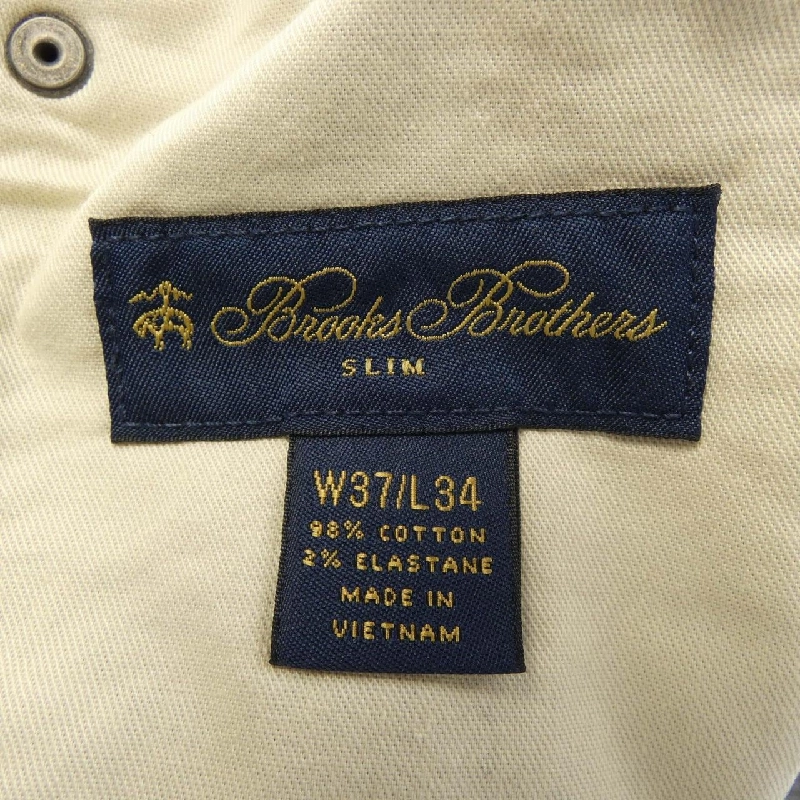 Brooks Brothers
SLIM
W37/L34
98% COTTON
2% ELASTANE
MADE IN
VIETNAM